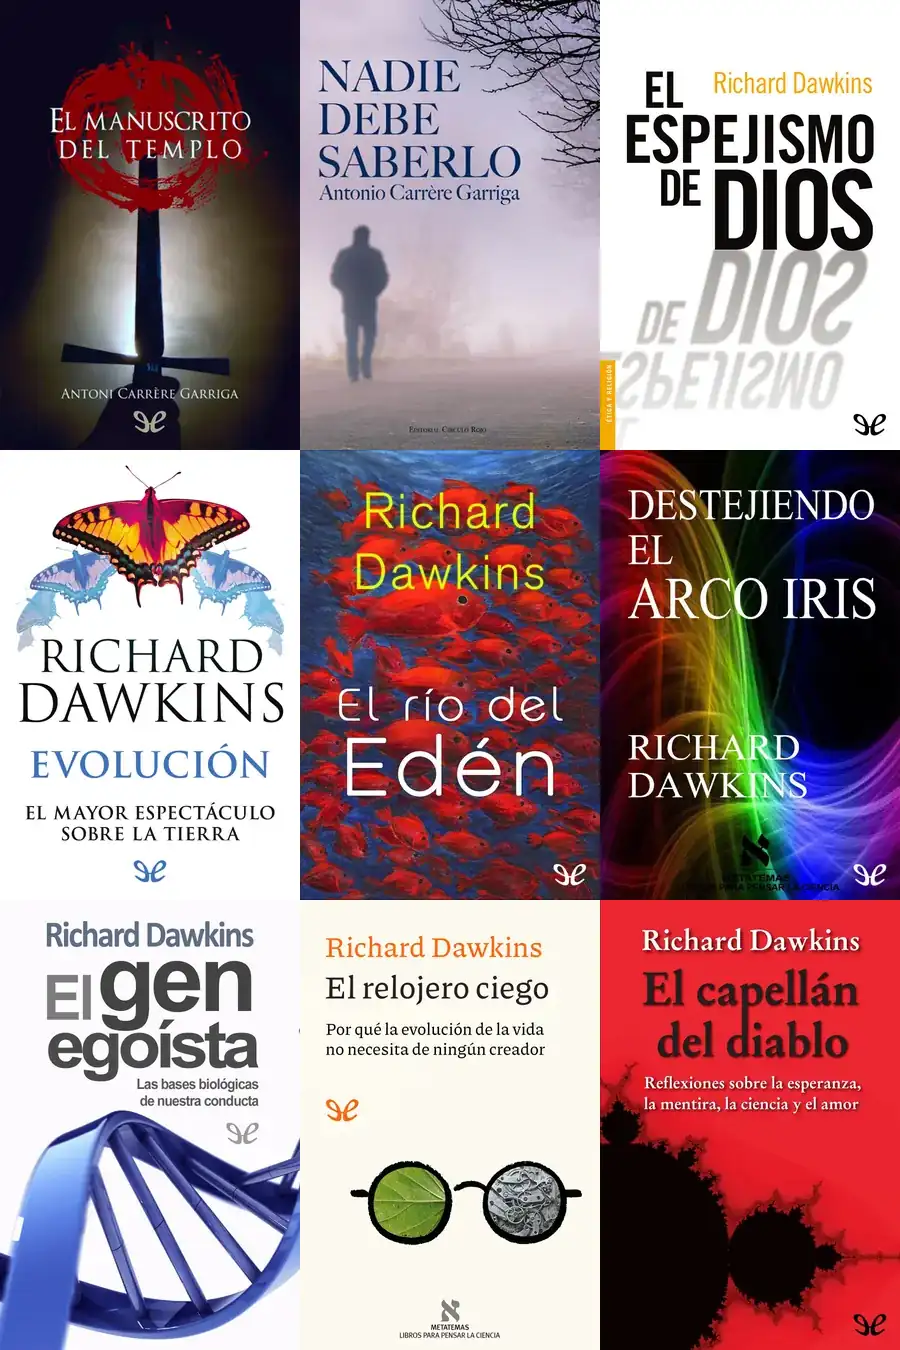 EL MANUSCRITO
DEL TEMPLO
ANTONI CARRÈRE GARRIGA
NADIE
DEBE
SABERLO
Antonio Carrère Garriga
EDITORIAL CÍRCULO ROJO
Richard Dawkins
EL
ESPEJISMO
DE DIOS
DE DIOS
ESPEJISMO
ÉTICA Y RELIGIÓN
RICHARD
DAWKINS
EVOLUCIÓN
EL MAYOR ESPECTÁCULO
SOBRE LA TIERRA
Richard
Dawkins
El río del
Edén
DESTEJIENDO
EL
ARCO IRIS
RICHARD
DAWKINS
METATEMAS
LIBROS PARA PENSAR LA CIENCIA
Richard Dawkins
El gen
egoísta
Las bases biológicas
de nuestra conducta
Richard Dawkins
El relojero ciego
Por qué la evolución de la vida
no necesita de ningún creador
METATEMAS
LIBROS PARA PENSAR LA CIENCIA
Richard Dawkins
El capellán
del diablo
Reflexiones sobre la esperanza,
la mentira, la ciencia y el amor